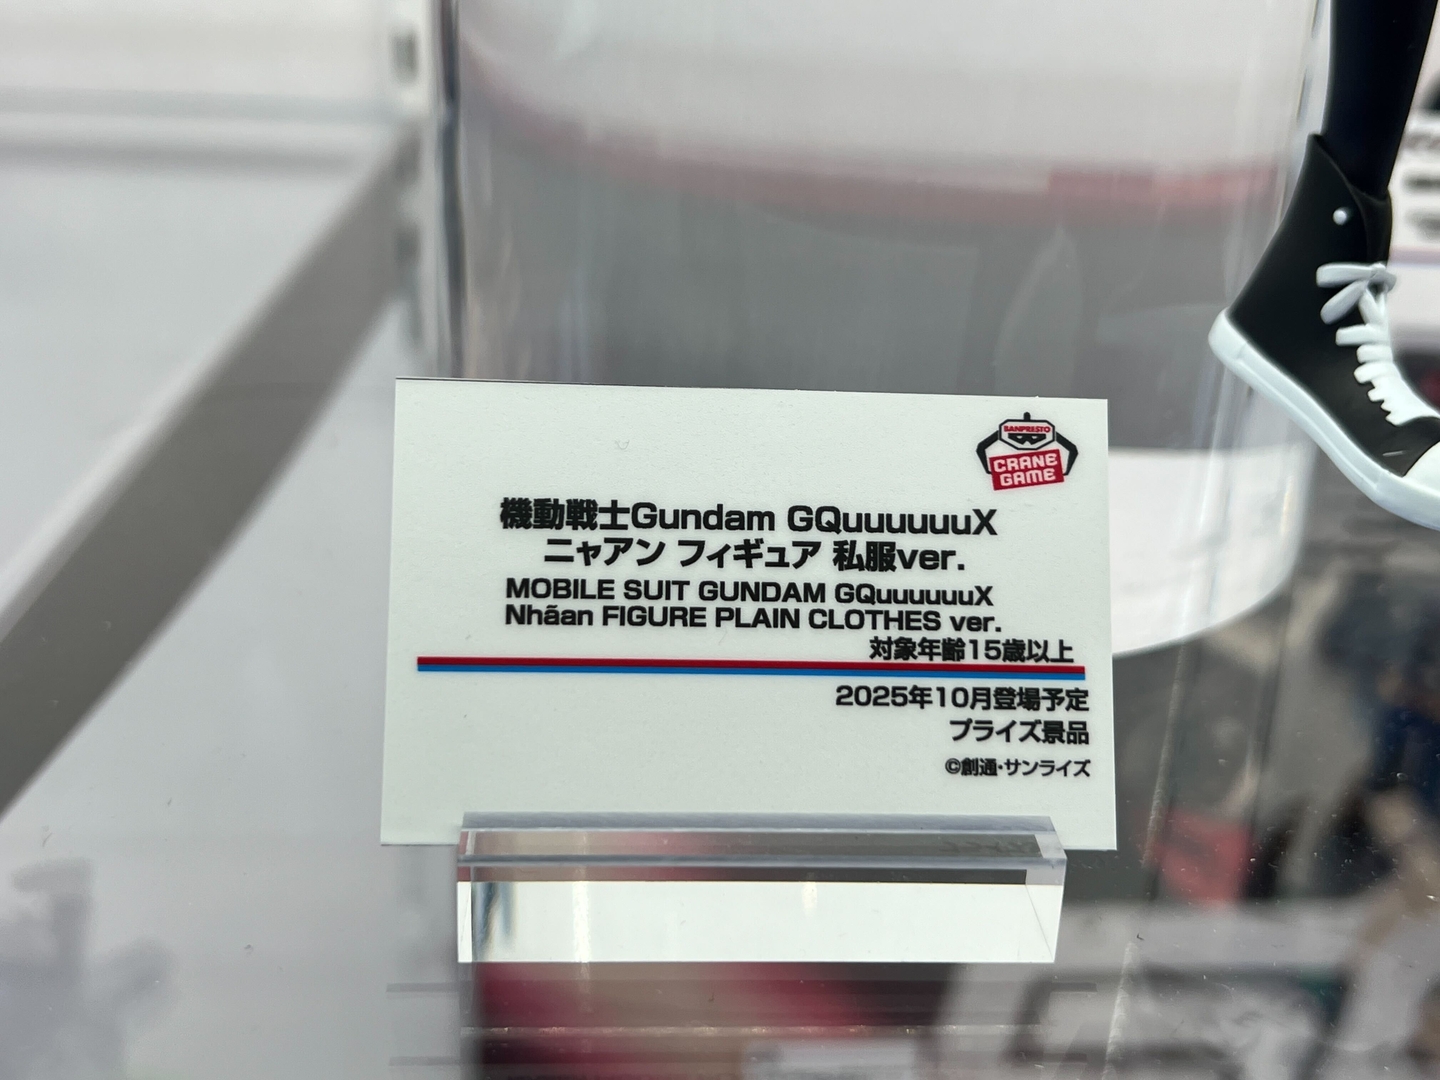 BANPRESTO
CRANE
GAME
機動戦士Gundam GQuuuuuuX
ニャアン フィギュア 私服ver.
MOBILE SUIT GUNDAM GQuuuuuuX
Nhãan FIGURE PLAIN CLOTHES ver.
対象年齢15歳以上
2025年10月登場予定
プライズ景品
©創通・サンライズ